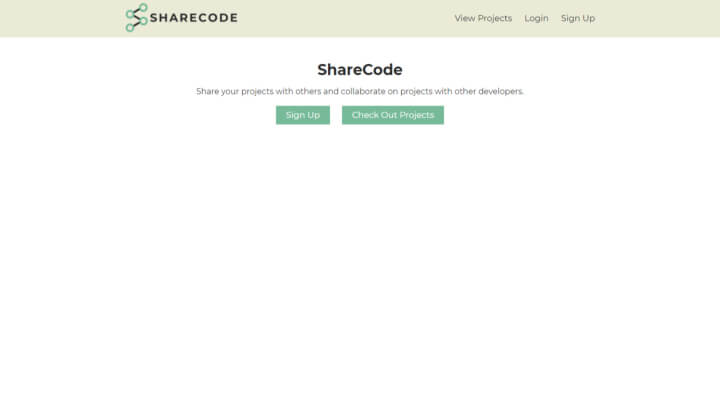 SHARECODE
View Projects Login Sign Up
ShareCode
Share your projects with others and collaborate on projects with other developers.
Sign Up Check Out Projects